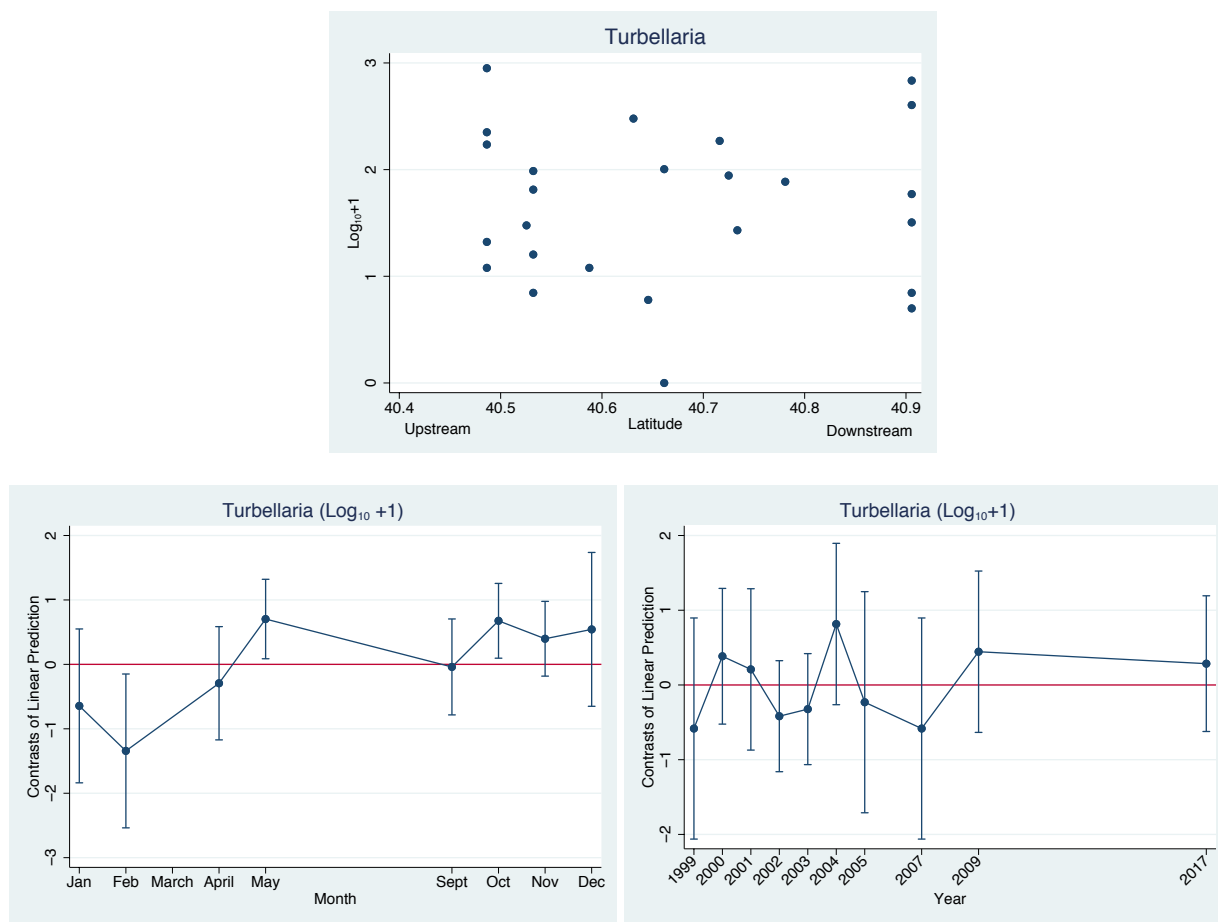 Turbellaria
Log₁₀+1
3
2
1
0
40.4 40.5 40.6 40.7 40.8 40.9
Upstream Latitude Downstream
Turbellaria (Log₁₀ +1)
Contrasts of Linear Prediction
2
1
0
−1
−2
−3
Jan Feb March April May Sept Oct Nov Dec
Month
Turbellaria (Log₁₀+1)
Contrasts of Linear Prediction
2
1
0
−1
−2
1999 2000 2001 2002 2003 2004 2005 2007 2009 2017
Year